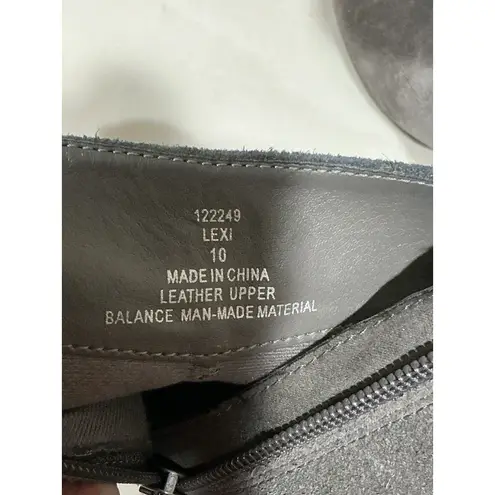 122249
LEXI
10
MADE IN CHINA
LEATHER UPPER
BALANCE MAN-MADE MATERIAL